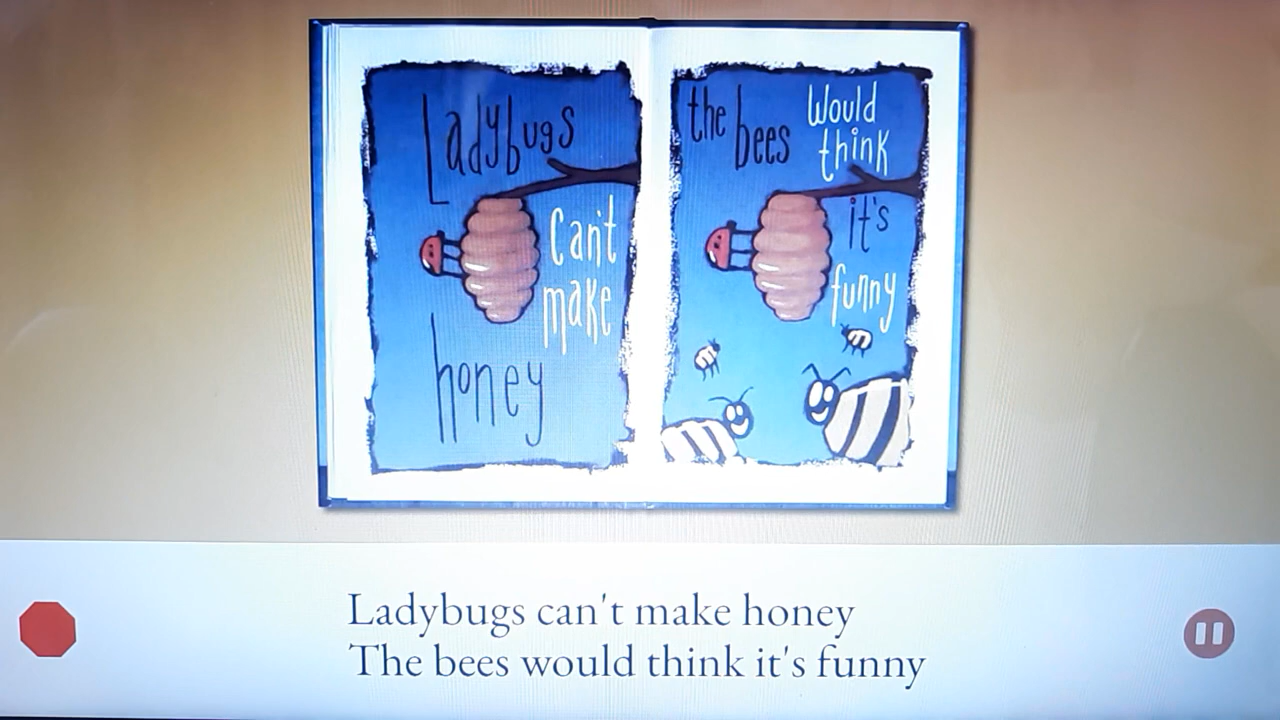 Ladybugs
can't
make
honey
the bees would
think
it's
funny
Ladybugs can't make honey
The bees would think it's funny